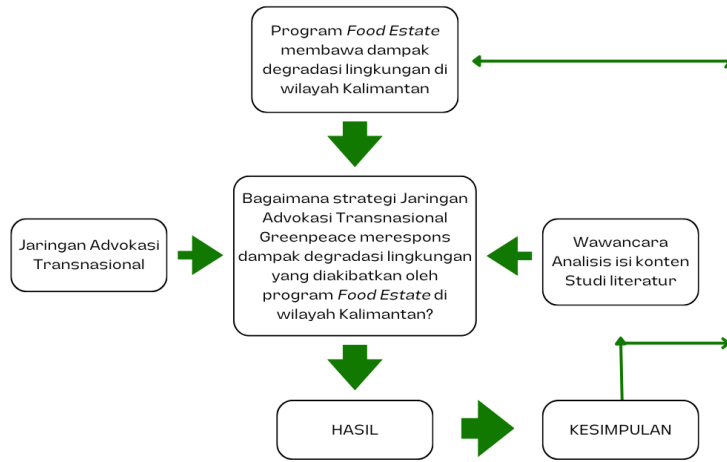 Program Food Estate
membawa dampak
degradasi lingkungan di
wilayah Kalimantan
Jaringan Advokasi
Transnasional
Bagaimana strategi Jaringan
Advokasi Transnasional
Greenpeace merespons
dampak degradasi lingkungan
yang diakibatkan oleh
program Food Estate di
wilayah Kalimantan?
Wawancara
Analisis isi konten
Studi literatur
HASIL
KESIMPULAN